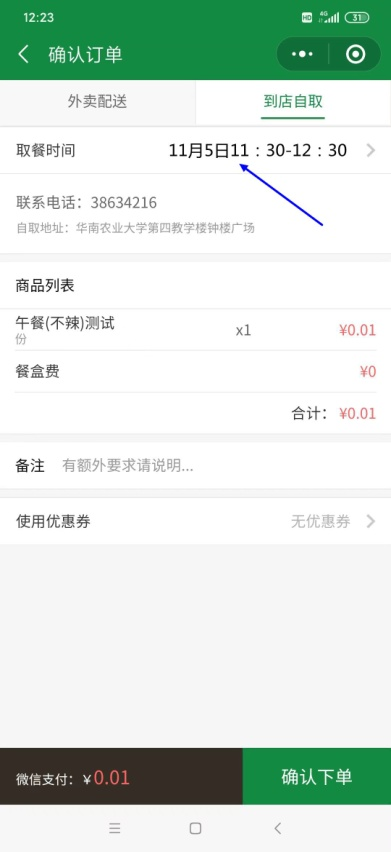 12:23
HD 4G 31
确认订单
外卖配送
到店自取
取餐时间 11月5日11：30-12：30
联系电话：38634216
自取地址：华南农业大学第四教学楼钟楼广场
商品列表
午餐(不辣)测试 x1 ¥0.01
份
餐盒费 ¥0
合计： ¥0.01
备注 有额外要求请说明...
使用优惠券 无优惠券
微信支付：¥0.01 确认下单